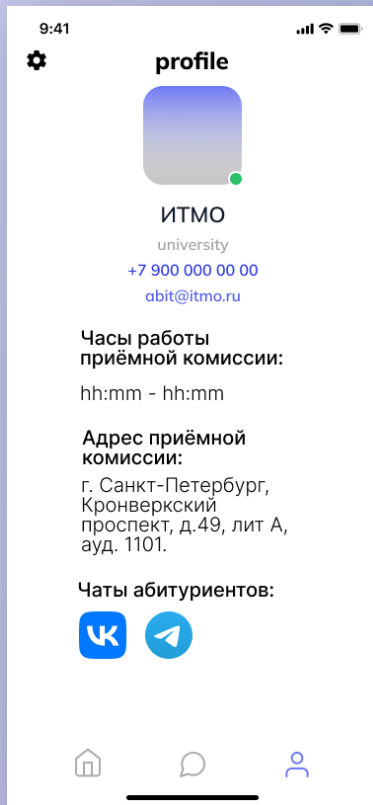 9:41
profile
ИТМО
university
+7 900 000 00 00
abit@itmo.ru
Часы работы
приёмной комиссии:
hh:mm - hh:mm
Адрес приёмной
комиссии:
г. Санкт-Петербург,
Кронверкский
проспект, д.49, лит А,
ауд. 1101.
Чаты абитуриентов: